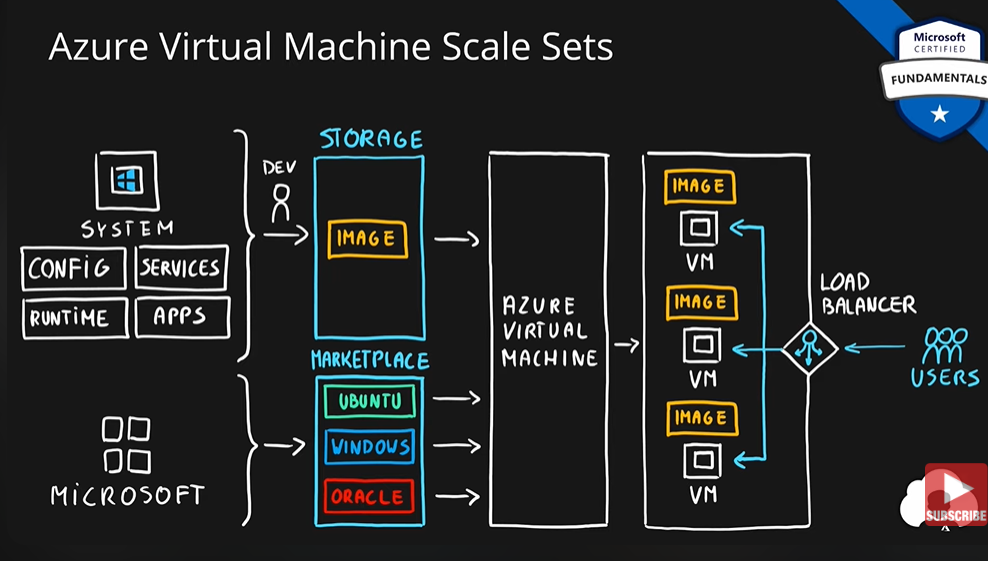 Azure Virtual Machine Scale Sets
Microsoft
CERTIFIED
FUNDAMENTALS
SYSTEM
CONFIG
SERVICES
RUNTIME
APPS
DEV
STORAGE
IMAGE
MICROSOFT
MARKETPLACE
UBUNTU
WINDOWS
ORACLE
AZURE
VIRTUAL
MACHINE
IMAGE
VM
IMAGE
VM
IMAGE
VM
LOAD
BALANCER
USERS
SUBSCRIBE